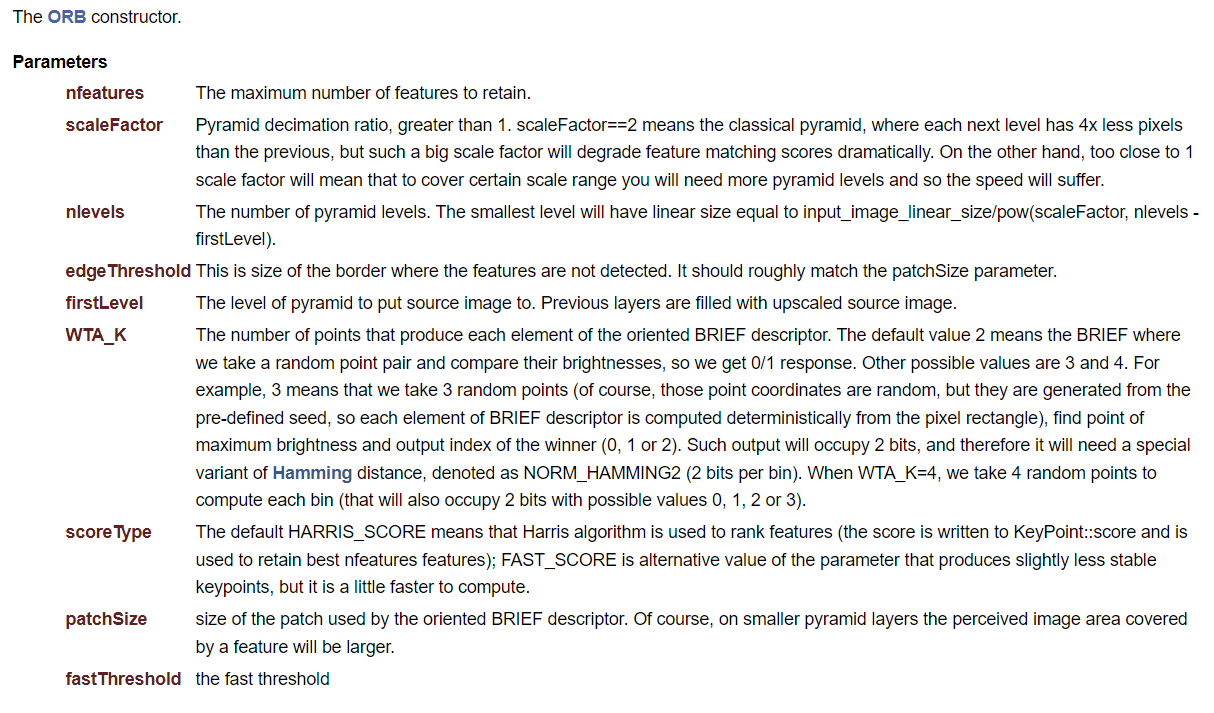 The ORB constructor.
Parameters
nfeatures The maximum number of features to retain.
scaleFactor Pyramid decimation ratio, greater than 1. scaleFactor==2 means the classical pyramid, where each next level has 4x less pixels
than the previous, but such a big scale factor will degrade feature matching scores dramatically. On the other hand, too close to 1
scale factor will mean that to cover certain scale range you will need more pyramid levels and so the speed will suffer.
nlevels The number of pyramid levels. The smallest level will have linear size equal to input_image_linear_size/pow(scaleFactor, nlevels -
firstLevel).
edgeThreshold This is size of the border where the features are not detected. It should roughly match the patchSize parameter.
firstLevel The level of pyramid to put source image to. Previous layers are filled with upscaled source image.
WTA_K The number of points that produce each element of the oriented BRIEF descriptor. The default value 2 means the BRIEF where
we take a random point pair and compare their brightnesses, so we get 0/1 response. Other possible values are 3 and 4. For
example, 3 means that we take 3 random points (of course, those point coordinates are random, but they are generated from the
pre-defined seed, so each element of BRIEF descriptor is computed deterministically from the pixel rectangle), find point of
maximum brightness and output index of the winner (0, 1 or 2). Such output will occupy 2 bits, and therefore it will need a special
variant of Hamming distance, denoted as NORM_HAMMING2 (2 bits per bin). When WTA_K=4, we take 4 random points to
compute each bin (that will also occupy 2 bits with possible values 0, 1, 2 or 3).
scoreType The default HARRIS_SCORE means that Harris algorithm is used to rank features (the score is written to KeyPoint::score and is
used to retain best nfeatures features); FAST_SCORE is alternative value of the parameter that produces slightly less stable
keypoints, but it is a little faster to compute.
patchSize size of the patch used by the oriented BRIEF descriptor. Of course, on smaller pyramid layers the perceived image area covered
by a feature will be larger.
fastThreshold the fast threshold